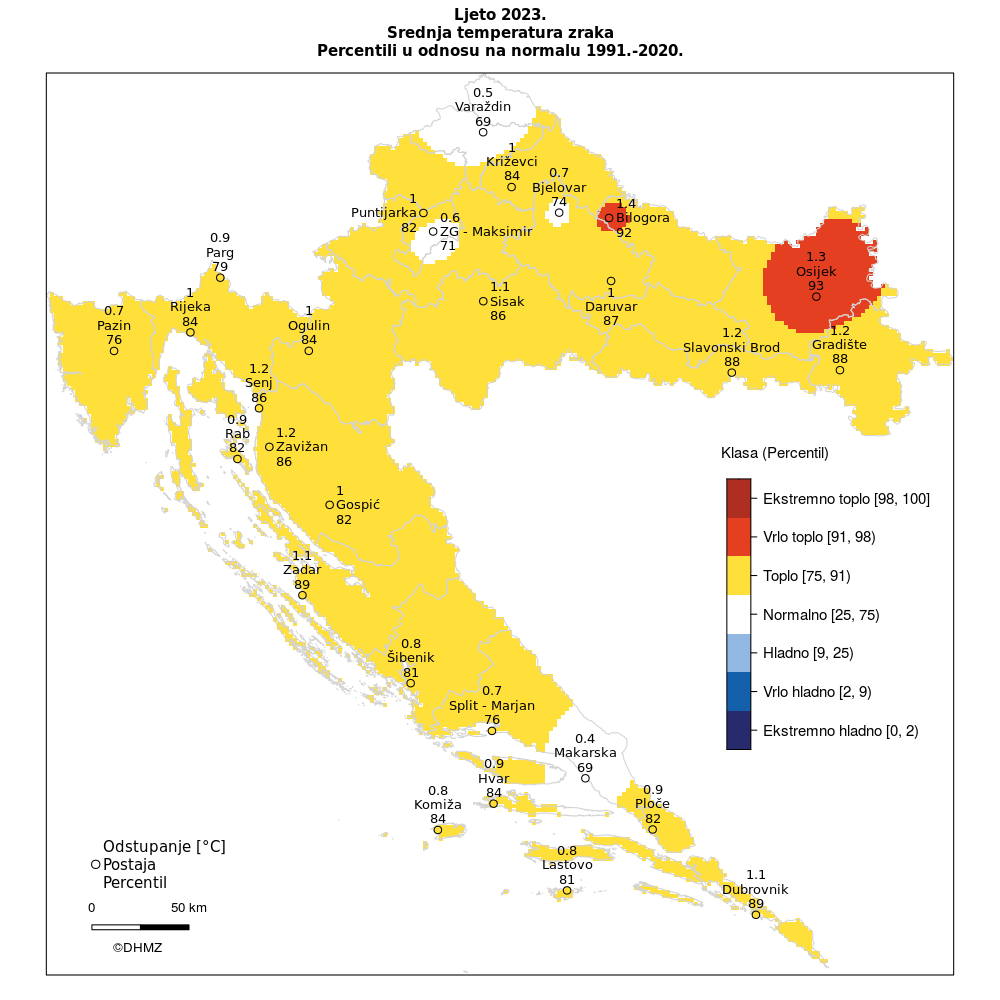 Ljeto 2023.
Srednja temperatura zraka
Percentili u odnosu na normalu 1991.-2020.
0.5
Varaždin
69
1
Križevci
84
0.7
Bjelovar
74
1
Puntijarka
82
0.6
ZG - Maksimir
71
1.4
Bilogora
92
0.9
Parg
79
1.3
Osijek
93
1
Rijeka
84
0.7
Pazin
76
1
Ogulin
84
1.1
Sisak
86
1
Daruvar
87
1.2
Slavonski Brod
88
1.2
Gradište
88
1.2
Senj
86
0.9
Rab
82
1.2
Zavižan
86
1
Gospić
82
1.1
Zadar
89
0.8
Šibenik
81
0.7
Split - Marjan
76
0.4
Makarska
69
0.9
Hvar
84
0.8
Komiža
84
0.9
Ploče
82
0.8
Lastovo
81
1.1
Dubrovnik
89
Klasa (Percentil)
Ekstremno toplo [98, 100]
Vrlo toplo [91, 98)
Toplo [75, 91)
Normalno [25, 75)
Hladno [9, 25)
Vrlo hladno [2, 9)
Ekstremno hladno [0, 2)
Odstupanje [°C]
Postaja
Percentil
0 50 km
©DHMZ